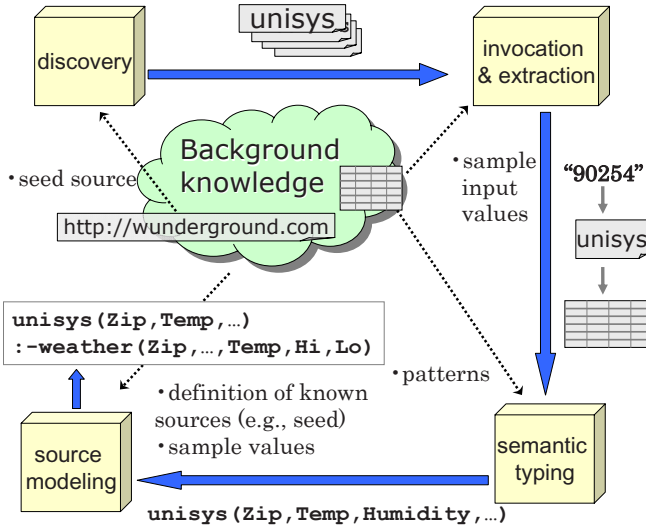 unisys
discovery
invocation
& extraction
Background
knowledge
・seed source
http://wunderground.com
・sample
input
values
“90254”
unisys
unisys(Zip,Temp,…)
:-weather(Zip,…,Temp,Hi,Lo)
・patterns
・definition of known
sources (e.g., seed)
・sample values
source
modeling
semantic
typing
unisys(Zip,Temp,Humidity,…)